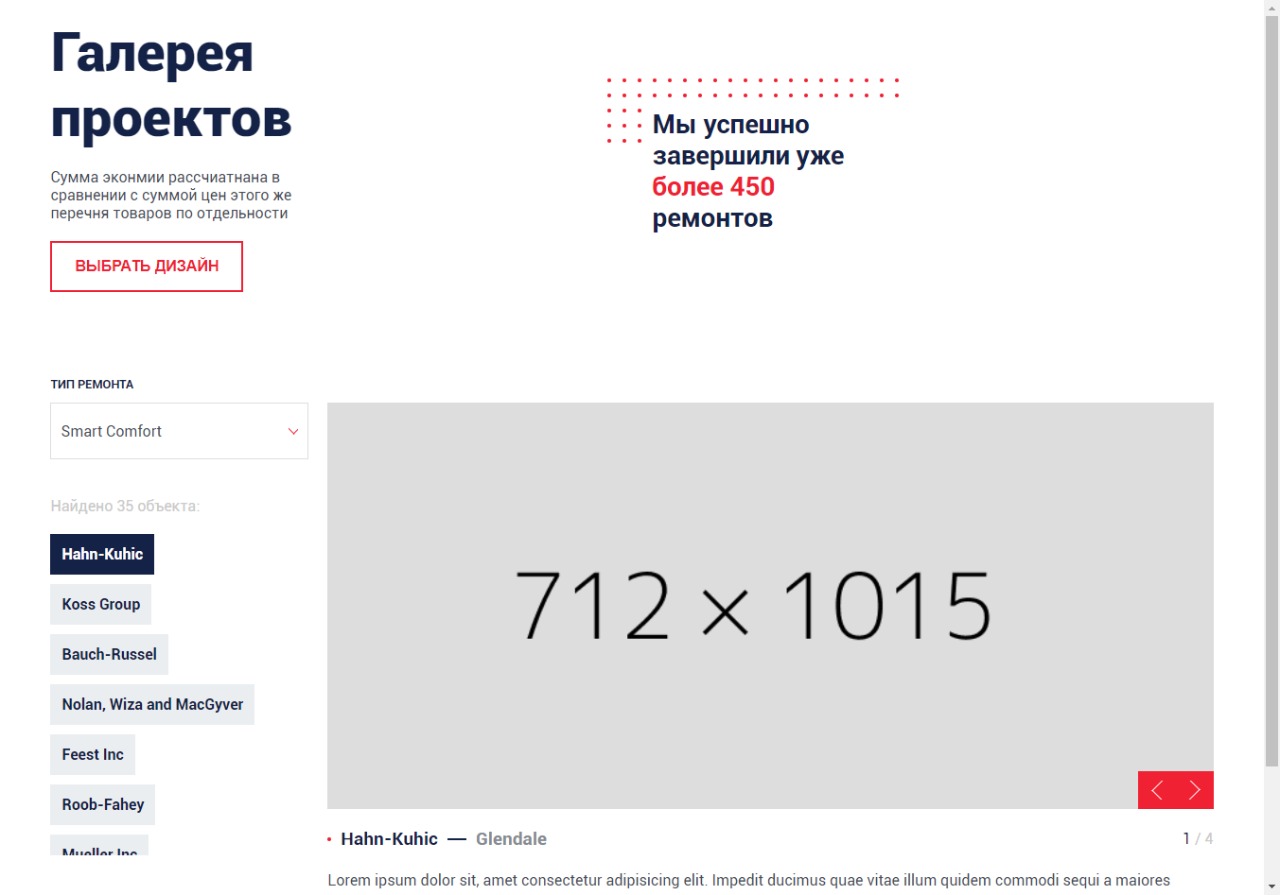 Галерея
проектов
Сумма эконмии рассчиатнана в
сравнении с суммой цен этого же
перечня товаров по отдельности
ВЫБРАТЬ ДИЗАЙН
Мы успешно
завершили уже
более 450
ремонтов
ТИП РЕМОНТА
Smart Comfort
Найдено 35 объекта:
Hahn-Kuhic
Koss Group
Bauch-Russel
Nolan, Wiza and MacGyver
Feest Inc
Roob-Fahey
Mueller Inc
712 × 1015
Hahn-Kuhic — Glendale
1 / 4
Lorem ipsum dolor sit, amet consectetur adipisicing elit. Impedit ducimus quae vitae illum quidem commodi sequi a maiores